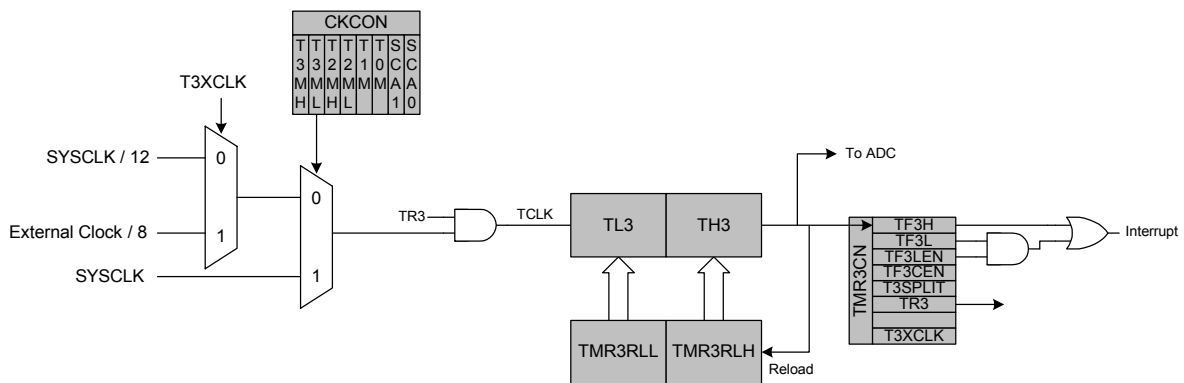 CKCON
T3MH
T3ML
T2MH
T2ML
T1M
T0M
SCA1
SCA0
T3XCLK
SYSCLK / 12
0
External Clock / 8
1
SYSCLK
0
1
TR3
TCLK
TL3
TH3
To ADC
TMR3RLL
TMR3RLH
Reload
TMR3CN
TF3H
TF3L
TF3LEN
TF3CEN
T3SPLIT
TR3
T3XCLK
Interrupt